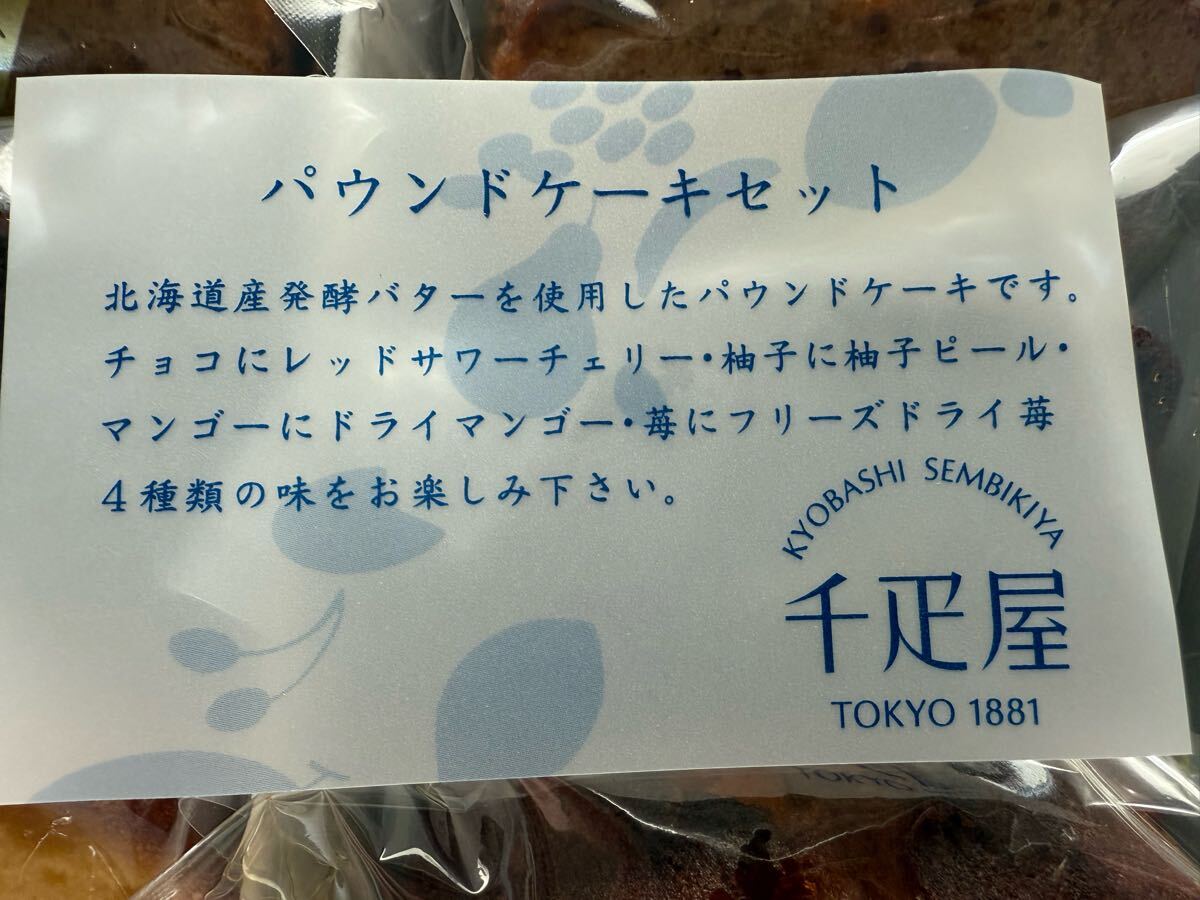 パウンドケーキセット
北海道産発酵バターを使用したパウンドケーキです。
チョコにレッドサワーチェリー・柚子に柚子ピール・
マンゴーにドライマンゴー・苺にフリーズドライ苺
4種類の味をお楽しみ下さい。
KYOBASHI SEMBIKIYA
千疋屋
TOKYO 1881
TOKYO